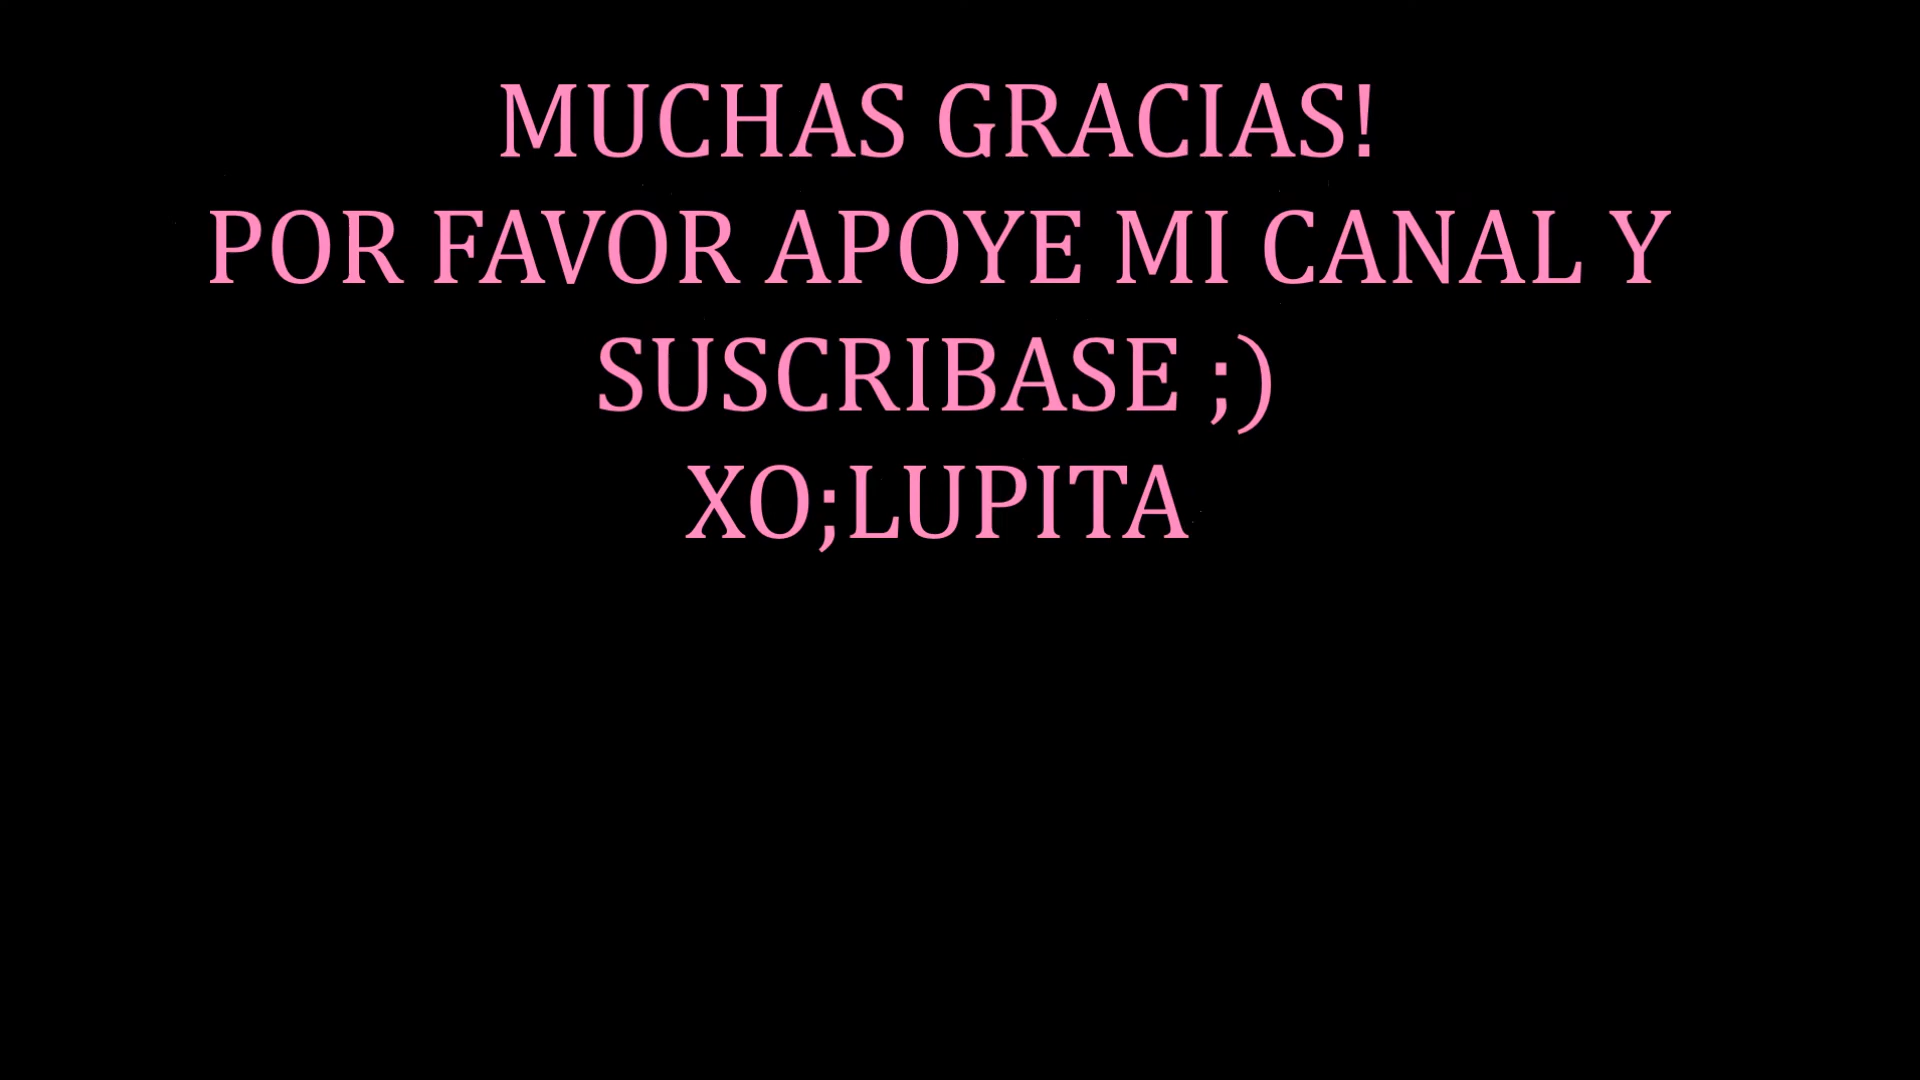 MUCHAS GRACIAS!
POR FAVOR APOYE MI CANAL Y
SUSCRIBASE ;)
XO;LUPITA